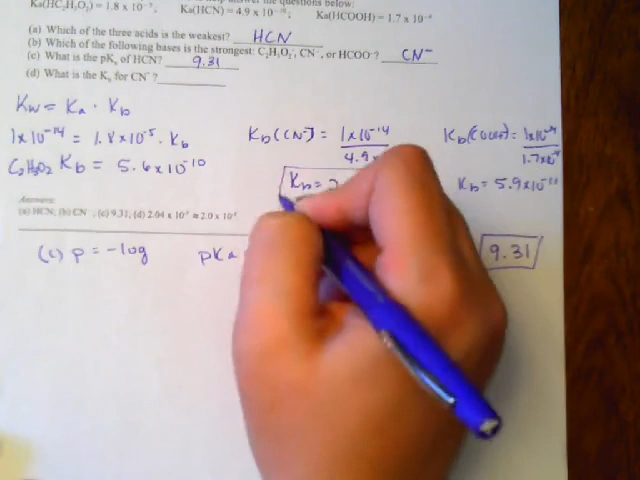 Ka(HC₂H₃O₂) = 1.8 x 10⁻⁵; Ka(HCN) = 4.9 x 10⁻¹⁰; Ka(HCOOH) = 1.7 x 10⁻⁴
(a) Which of the three acids is the weakest? HCN
(b) Which of the following bases is the strongest: C₂H₃O₂⁻, CN⁻, or HCOO⁻? CN⁻
(c) What is the pKₐ of HCN? 9.31
(d) What is the K_b for CN⁻?
Kw = Ka · Kb
1x10⁻¹⁴ = 1.8x10⁻⁵ · Kb
C₂H₃O₂ Kb = 5.6x10⁻¹⁰
Kb(CN⁻) = 1x10⁻¹⁴
4.9
Kb = 2
1.7x10⁻⁴
Kb = 5.9x10⁻¹¹
Answers:
(a) HCN; (b) CN⁻; (c) 9.31; (d) 2.04 x 10⁻⁵ ≈ 2.0 x 10⁻⁵
(c) p = -log pKa 9.31